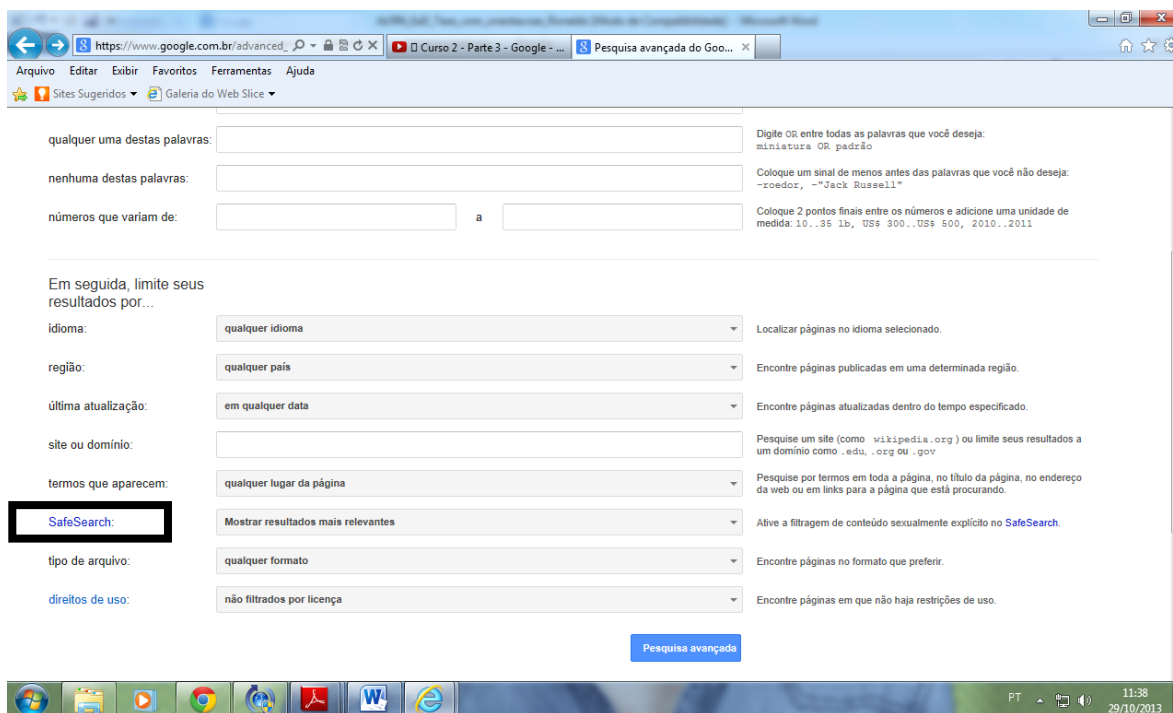 https://www.google.com.br/advanced_
Curso 2 - Parte 3 - Google - ...
Pesquisa avançada do Goo...
Arquivo Editar Exibir Favoritos Ferramentas Ajuda
Sites Sugeridos Galeria do Web Slice
qualquer uma destas palavras:
Digite OR entre todas as palavras que você deseja:
miniatura OR padrão
nenhuma destas palavras:
Coloque um sinal de menos antes das palavras que você não deseja:
-roedor, -"Jack Russell"
números que variam de:
a
Coloque 2 pontos finais entre os números e adicione uma unidade de
medida: 10..35 lb, US$ 300..US$ 500, 2010..2011
Em seguida, limite seus
resultados por...
idioma:
qualquer idioma
Localizar páginas no idioma selecionado.
região:
qualquer país
Encontre páginas publicadas em uma determinada região.
última atualização:
em qualquer data
Encontre páginas atualizadas dentro do tempo especificado.
site ou domínio:
Pesquise um site (como wikipedia.org ) ou limite seus resultados a
um domínio como .edu, .org ou .gov
termos que aparecem:
qualquer lugar da página
Pesquise por termos em toda a página, no título da página, no endereço
da web ou em links para a página que está procurando.
SafeSearch:
Mostrar resultados mais relevantes
Ative a filtragem de conteúdo sexualmente explícito no SafeSearch.
tipo de arquivo:
qualquer formato
Encontre páginas no formato que preferir.
direitos de uso:
não filtrados por licença
Encontre páginas em que não haja restrições de uso.
Pesquisa avançada
PT
11:38
29/10/2013